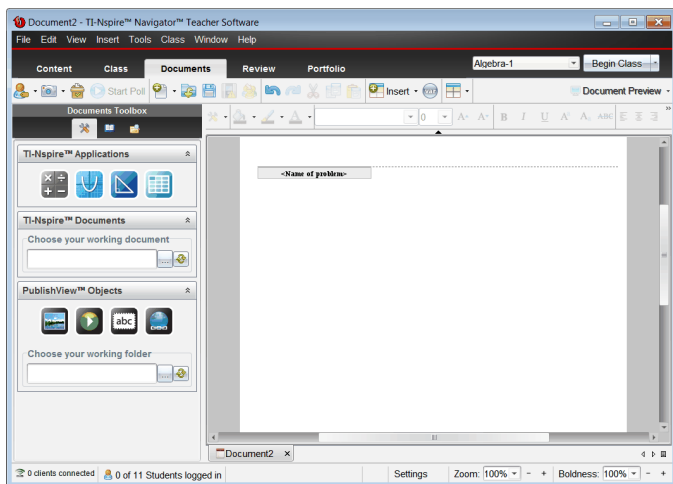 Document2 - TI-Nspire™ Navigator™ Teacher Software
File Edit View Insert Tools Class Window Help
Content Class Documents Review Portfolio Algebra-1 Begin Class
Start Poll Insert Document Preview
Documents Toolbox
0 A A B I U A A ABC
TI-Nspire™ Applications
<Name of problem>
TI-Nspire™ Documents
Choose your working document
...
PublishView™ Objects
abc
Choose your working folder
...
Document2
0 clients connected 0 of 11 Students logged in Settings Zoom: 100% - + Boldness: 100% - +